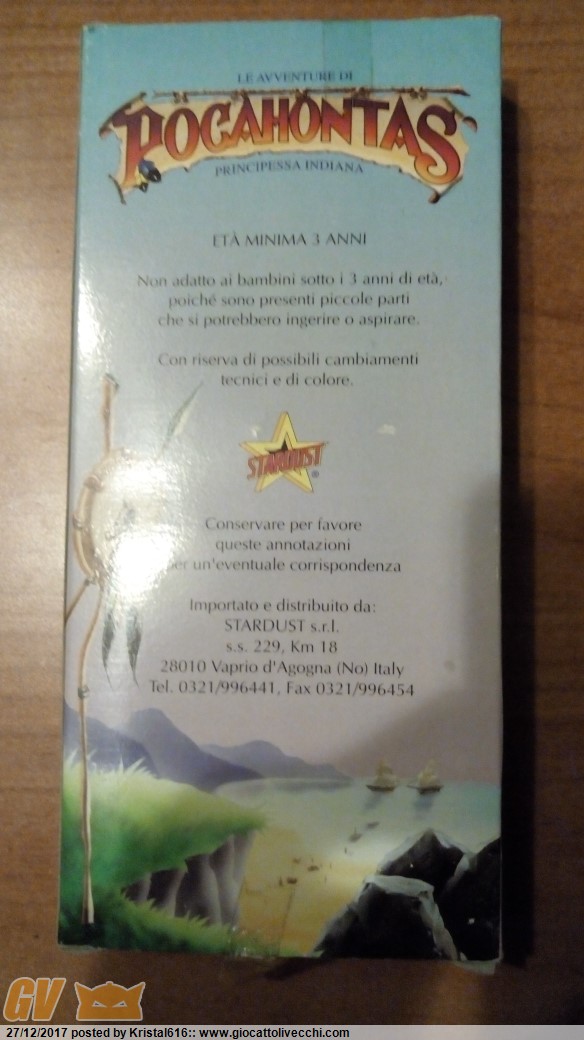 LE AVVENTURE DI
POCAHONTAS
PRINCIPESSA INDIANA
ETÀ MINIMA 3 ANNI
Non adatto ai bambini sotto i 3 anni di età,
poiché sono presenti piccole parti
che si potrebbero ingerire o aspirare.
Con riserva di possibili cambiamenti
tecnici e di colore.
STARDUST ®
Conservare per favore
queste annotazioni
per un'eventuale corrispondenza
Importato e distribuito da:
STARDUST s.r.l.
s.s. 229, Km 18
28010 Vaprio d'Agogna (No) Italy
Tel. 0321/996441, Fax 0321/996454
GV
27/12/2017 posted by Kristal616:: www.giocattolivecchi.com